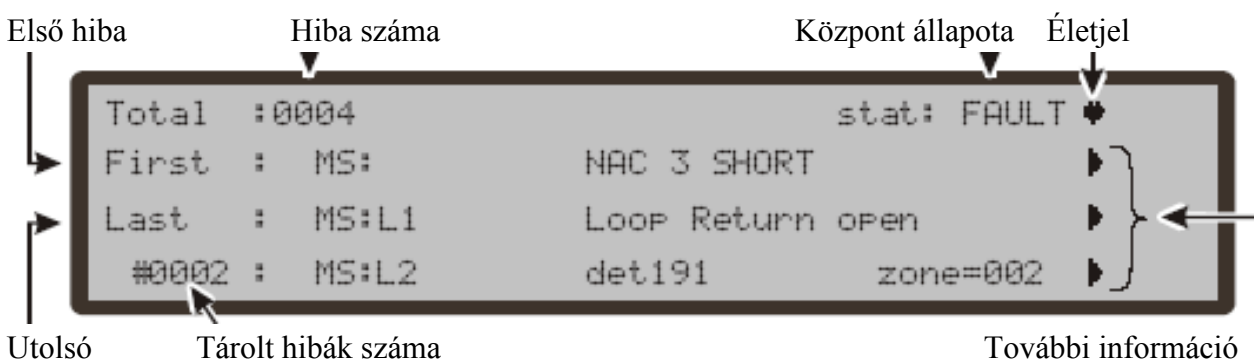 Első hiba Hiba száma Központ állapota Életjel
Total :0004 stat: FAULT
First : MS: NAC 3 SHORT
Last : MS:L1 Loop Return open
#0002 : MS:L2 det191 zone=002
Utolsó Tárolt hibák száma További információ